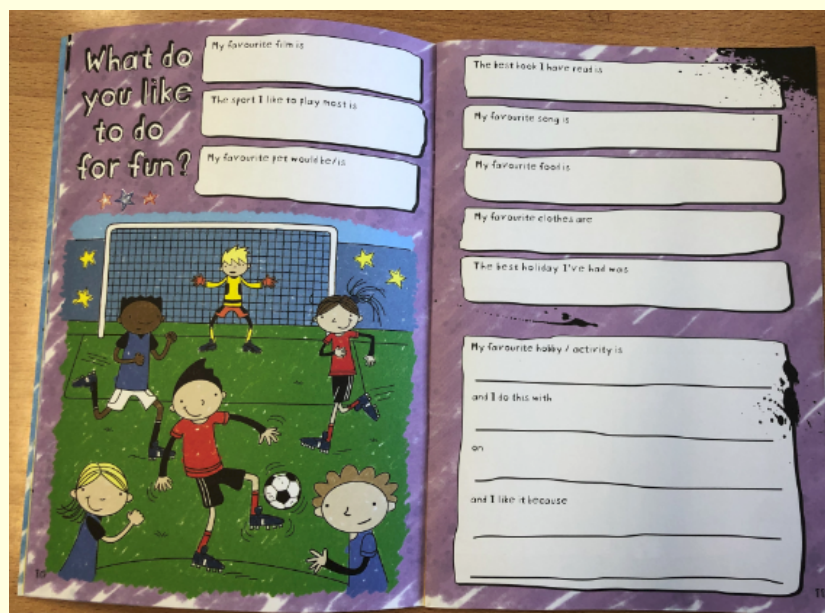 What do
you like
to do
for fun?
My favourite film is
The sport I like to play most is
My favourite pet would be/is
The best book I have read is
My favourite song is
My favourite food is
My favourite clothes are
The best holiday I've had was
My favourite hobby / activity is
and I do this with
on
and I like it because